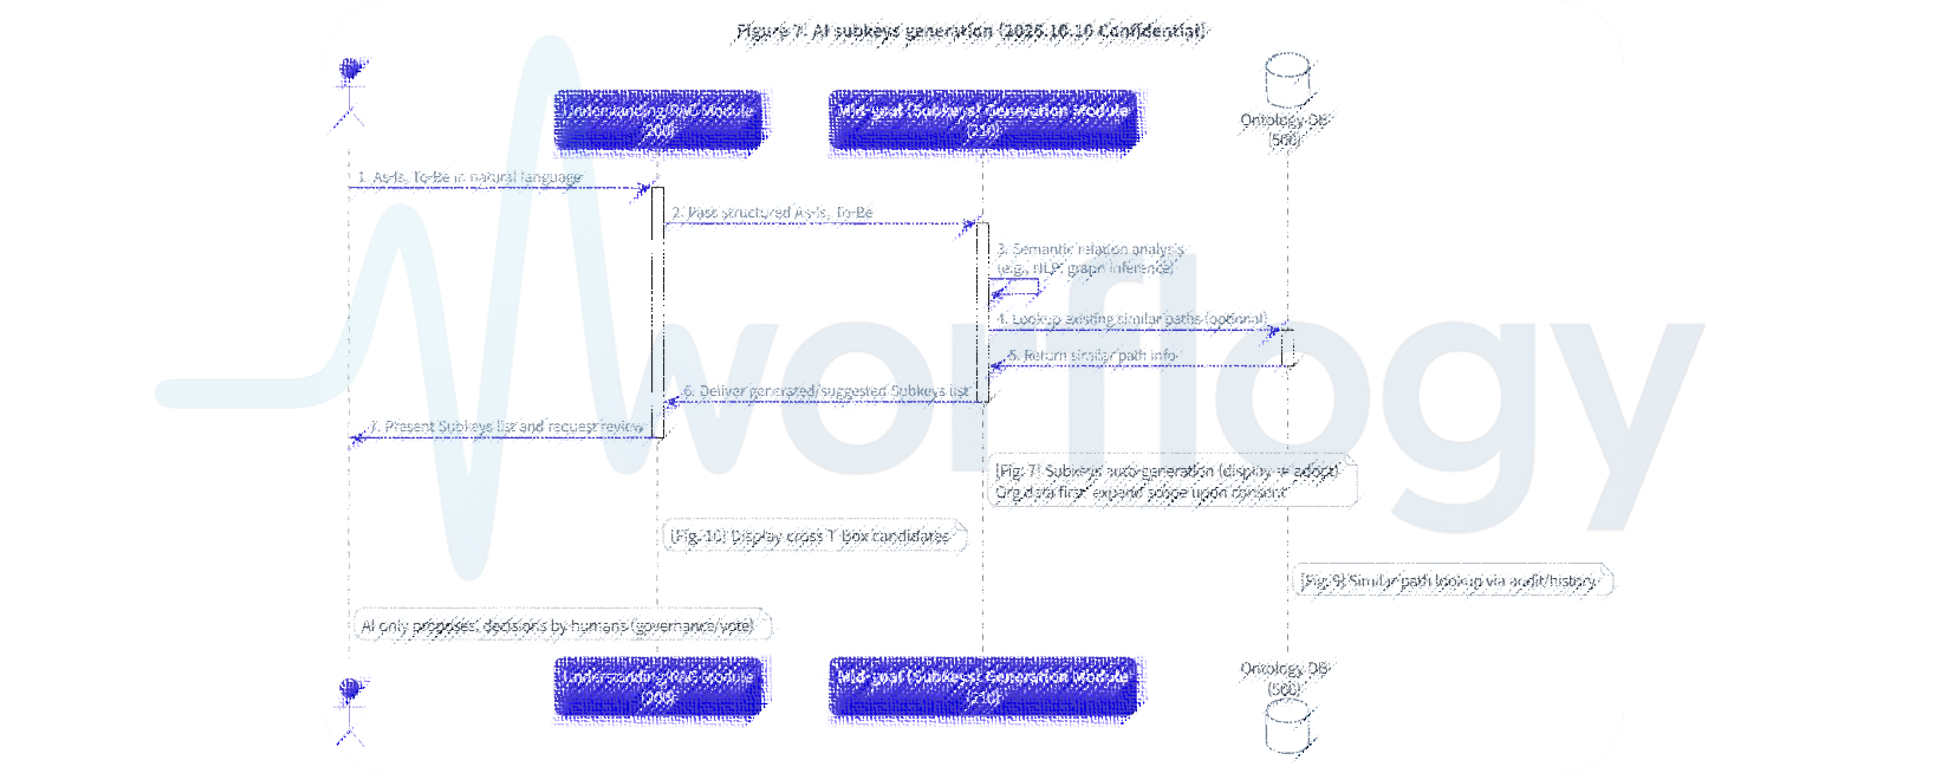 Figure 7. AI subkeys generation (2025.10.10 Confidential)
Understanding/RAG Module
(200)
Mid-goal (Subkeys) Generation Module
(210)
Ontology DB
(500)
1. As-Is, To-Be in natural language
2. Pass structured As-Is, To-Be
3. Semantic relation analysis
(e.g., NLP, graph inference)
4. Lookup existing similar paths (optional)
5. Return similar path info
6. Deliver generated/suggested Subkeys list
7. Present Subkeys list and request review
worflogy
[Fig. 7] Subkeys auto-generation (display → adopt)
Org data first, expand scope upon consent
[Fig. 10] Display cross T-box candidates
[Fig. 9] Similar path lookup via audit/history
AI only proposes, decisions by humans (governance/vote)
Understanding/RAG Module
(200)
Mid-goal (Subkeys) Generation Module
(210)
Ontology DB
(500)